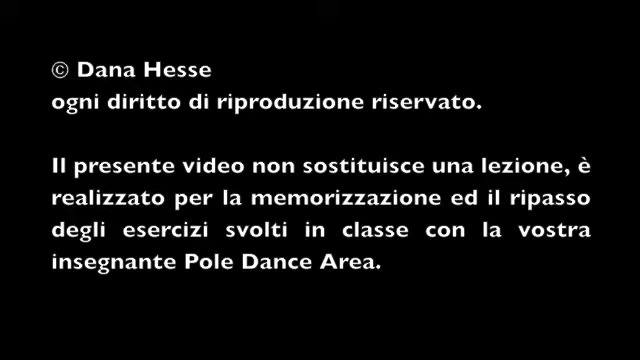 © Dana Hesse
ogni diritto di riproduzione riservato.
Il presente video non sostituisce una lezione, è
realizzato per la memorizzazione ed il ripasso
degli esercizi svolti in classe con la vostra
insegnante Pole Dance Area.